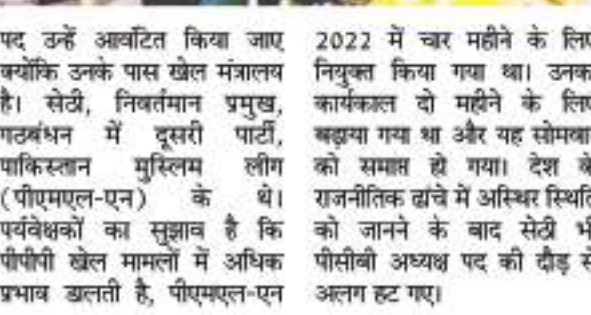 पद उन्हें आवंटित किया जाए
क्योंकि उनके पास खेल मंत्रालय
है। सेठी, निवर्तमान प्रमुख,
गठबंधन में दूसरी पार्टी,
पाकिस्तान मुस्लिम लीग
(पीएमएल-एन) के थे।
पर्यवेक्षकों का सुझाव है कि
पीपीपी खेल मामलों में अधिक
प्रभाव डालती है, पीएमएल-एन
2022 में चार महीने के लिए
नियुक्त किया गया था। उनका
कार्यकाल दो महीने के लिए
बढ़ाया गया था और यह सोमवार
को समाप्त हो गया। देश के
राजनीतिक ढांचे में अस्थिर स्थिति
को जानने के बाद सेठी भी
पीसीबी अध्यक्ष पद की दौड़ से
अलग हट गए।